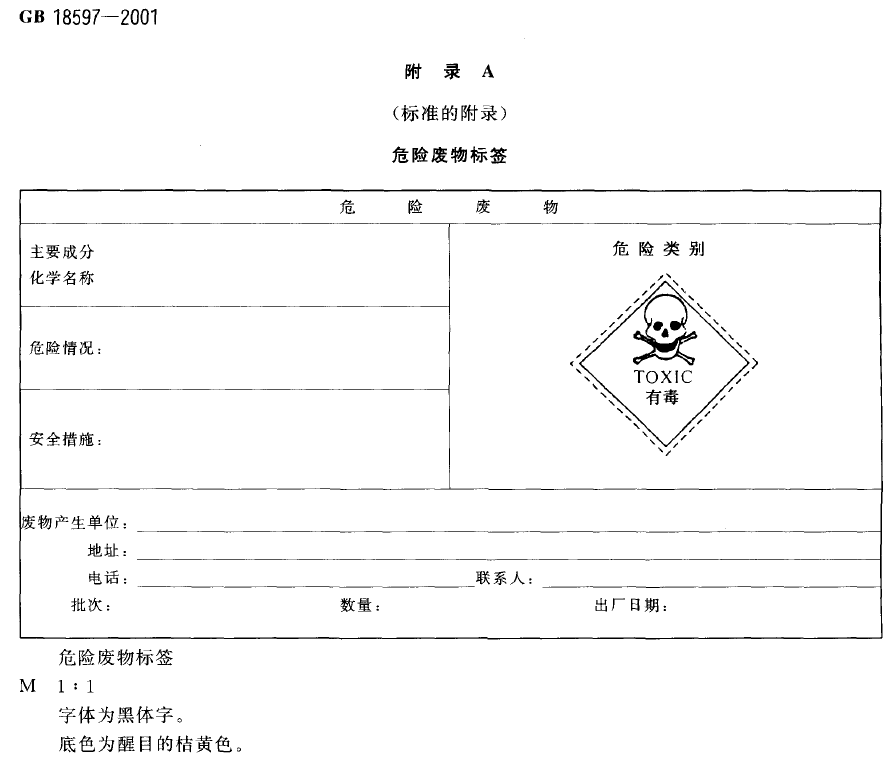 GB 18597—2001
附 录 A
（标准的附录）
危险废物标签
危 险 废 物
主要成分
化学名称
危险情况：
安全措施：
危 险 类 别
TOXIC
有毒
废物产生单位：
地址：
电话： 联系人：
批次： 数量： 出厂日期：
危险废物标签
M 1：1
字体为黑体字。
底色为醒目的桔黄色。